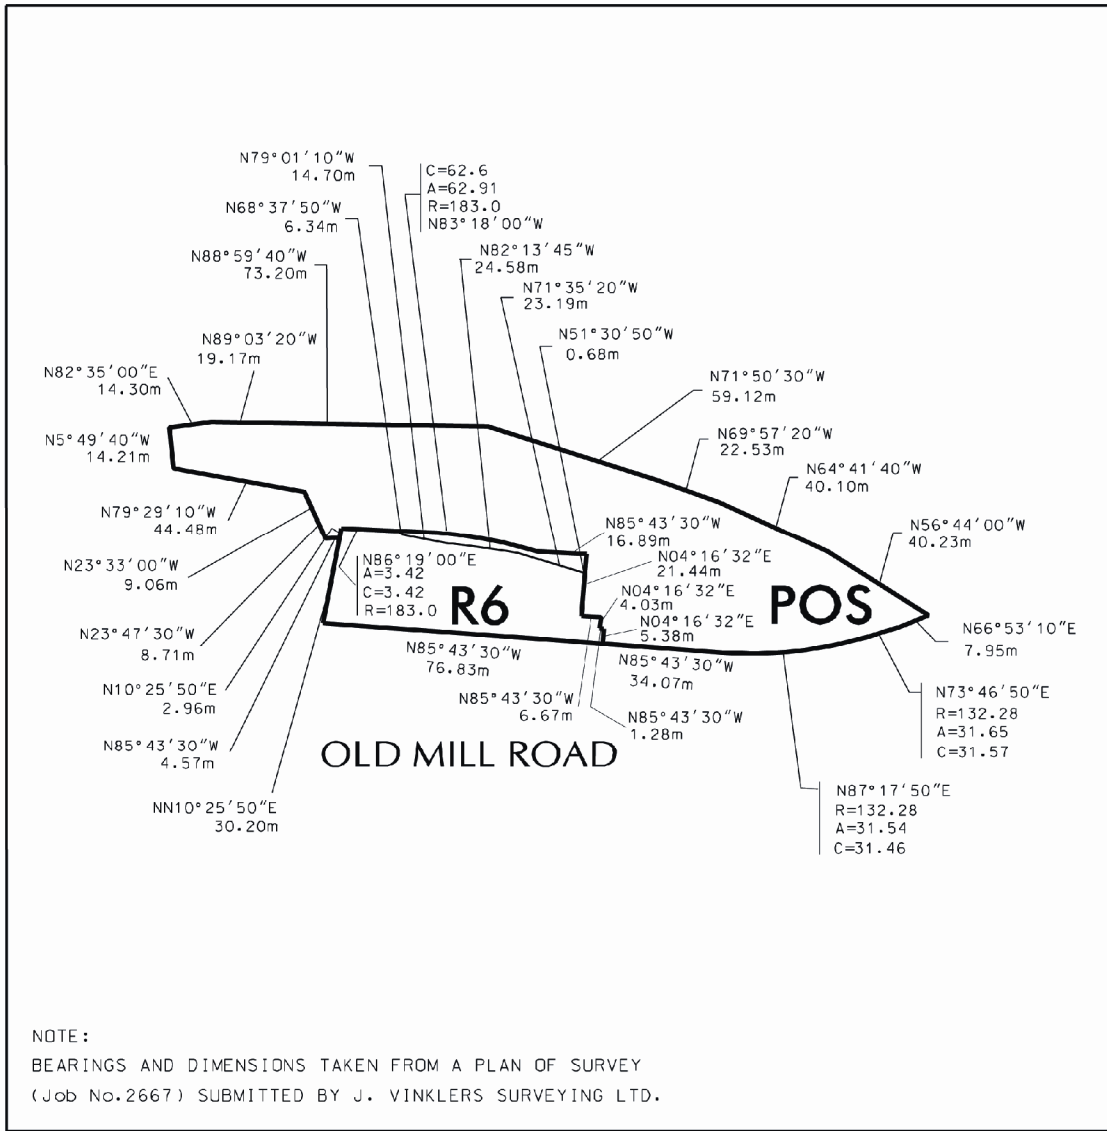 N79°01'10"W
14.70m
C=62.6
A=62.91
R=183.0
N83°18'00"W
N68°37'50"W
6.34m
N82°13'45"W
24.58m
N88°59'40"W
73.20m
N71°35'20"W
23.19m
N51°30'50"W
0.68m
N89°03'20"W
19.17m
N82°35'00"E
14.30m
N71°50'30"W
59.12m
N5°49'40"W
14.21m
N69°57'20"W
22.53m
N64°41'40"W
40.10m
N79°29'10"W
44.48m
N85°43'30"W
16.89m
N56°44'00"W
40.23m
N23°33'00"W
9.06m
N86°19'00"E
A=3.42
C=3.42
R=183.0
N04°16'32"E
21.44m
N04°16'32"E
4.03m
N04°16'32"E
5.38m
R6
POS
N23°47'30"W
8.71m
N85°43'30"W
76.83m
N85°43'30"W
34.07m
N66°53'10"E
7.95m
N10°25'50"E
2.96m
N85°43'30"W
6.67m
N85°43'30"W
1.28m
N73°46'50"E
R=132.28
A=31.65
C=31.57
N85°43'30"W
4.57m
OLD MILL ROAD
NN10°25'50"E
30.20m
N87°17'50"E
R=132.28
A=31.54
C=31.46
NOTE:
BEARINGS AND DIMENSIONS TAKEN FROM A PLAN OF SURVEY
(Job No.2667) SUBMITTED BY J. VINKLERS SURVEYING LTD.